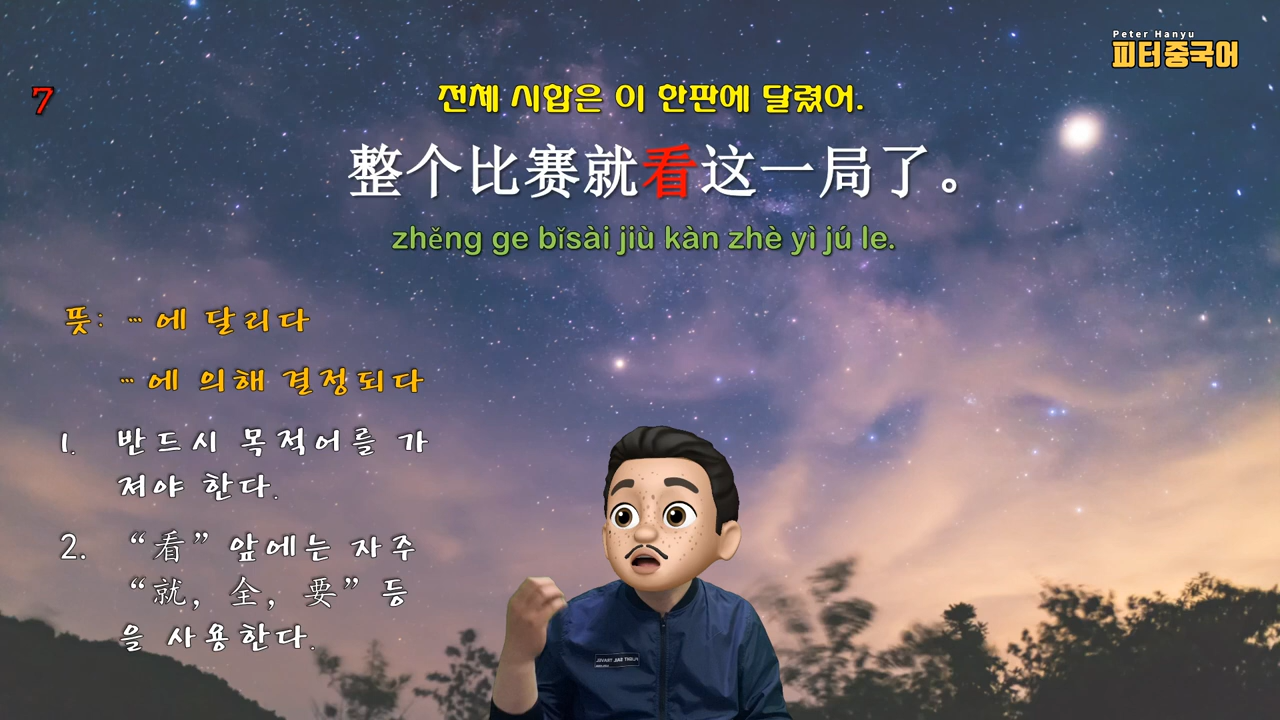 Peter Hanyu
피터 중국어
7
전체 시합은 이 한판에 달렸어.
整个比赛就看这一局了。
zhěng ge bǐsài jiù kàn zhè yì jú le.
뜻: …에 달리다
…에 의해 결정되다
1. 반드시 목적어를 가
져야 한다.
2. “看”앞에는 자주
“就，全，要”등
을 사용한다.